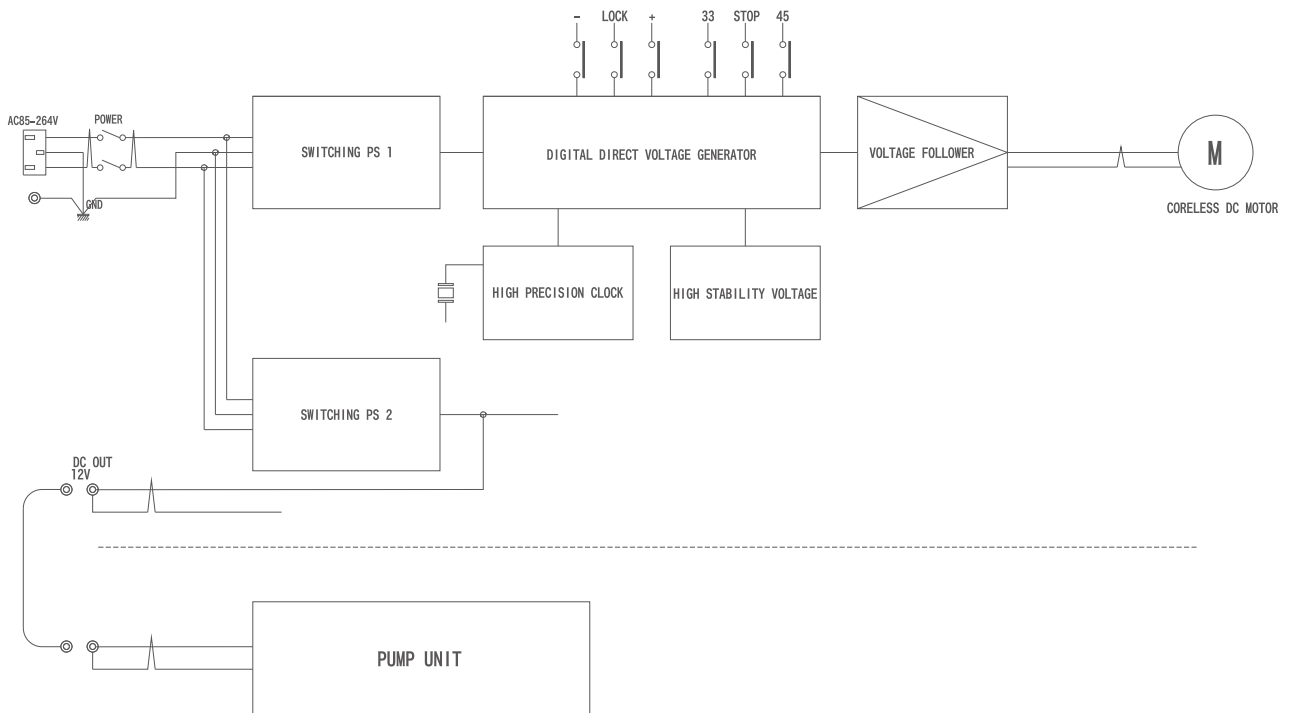 - LOCK + 33 STOP 45
AC85-264V
POWER
GND
SWITCHING PS 1
DIGITAL DIRECT VOLTAGE GENERATOR
VOLTAGE FOLLOWER
M
CORELESS DC MOTOR
HIGH PRECISION CLOCK
HIGH STABILITY VOLTAGE
SWITCHING PS 2
DC OUT
12V
PUMP UNIT